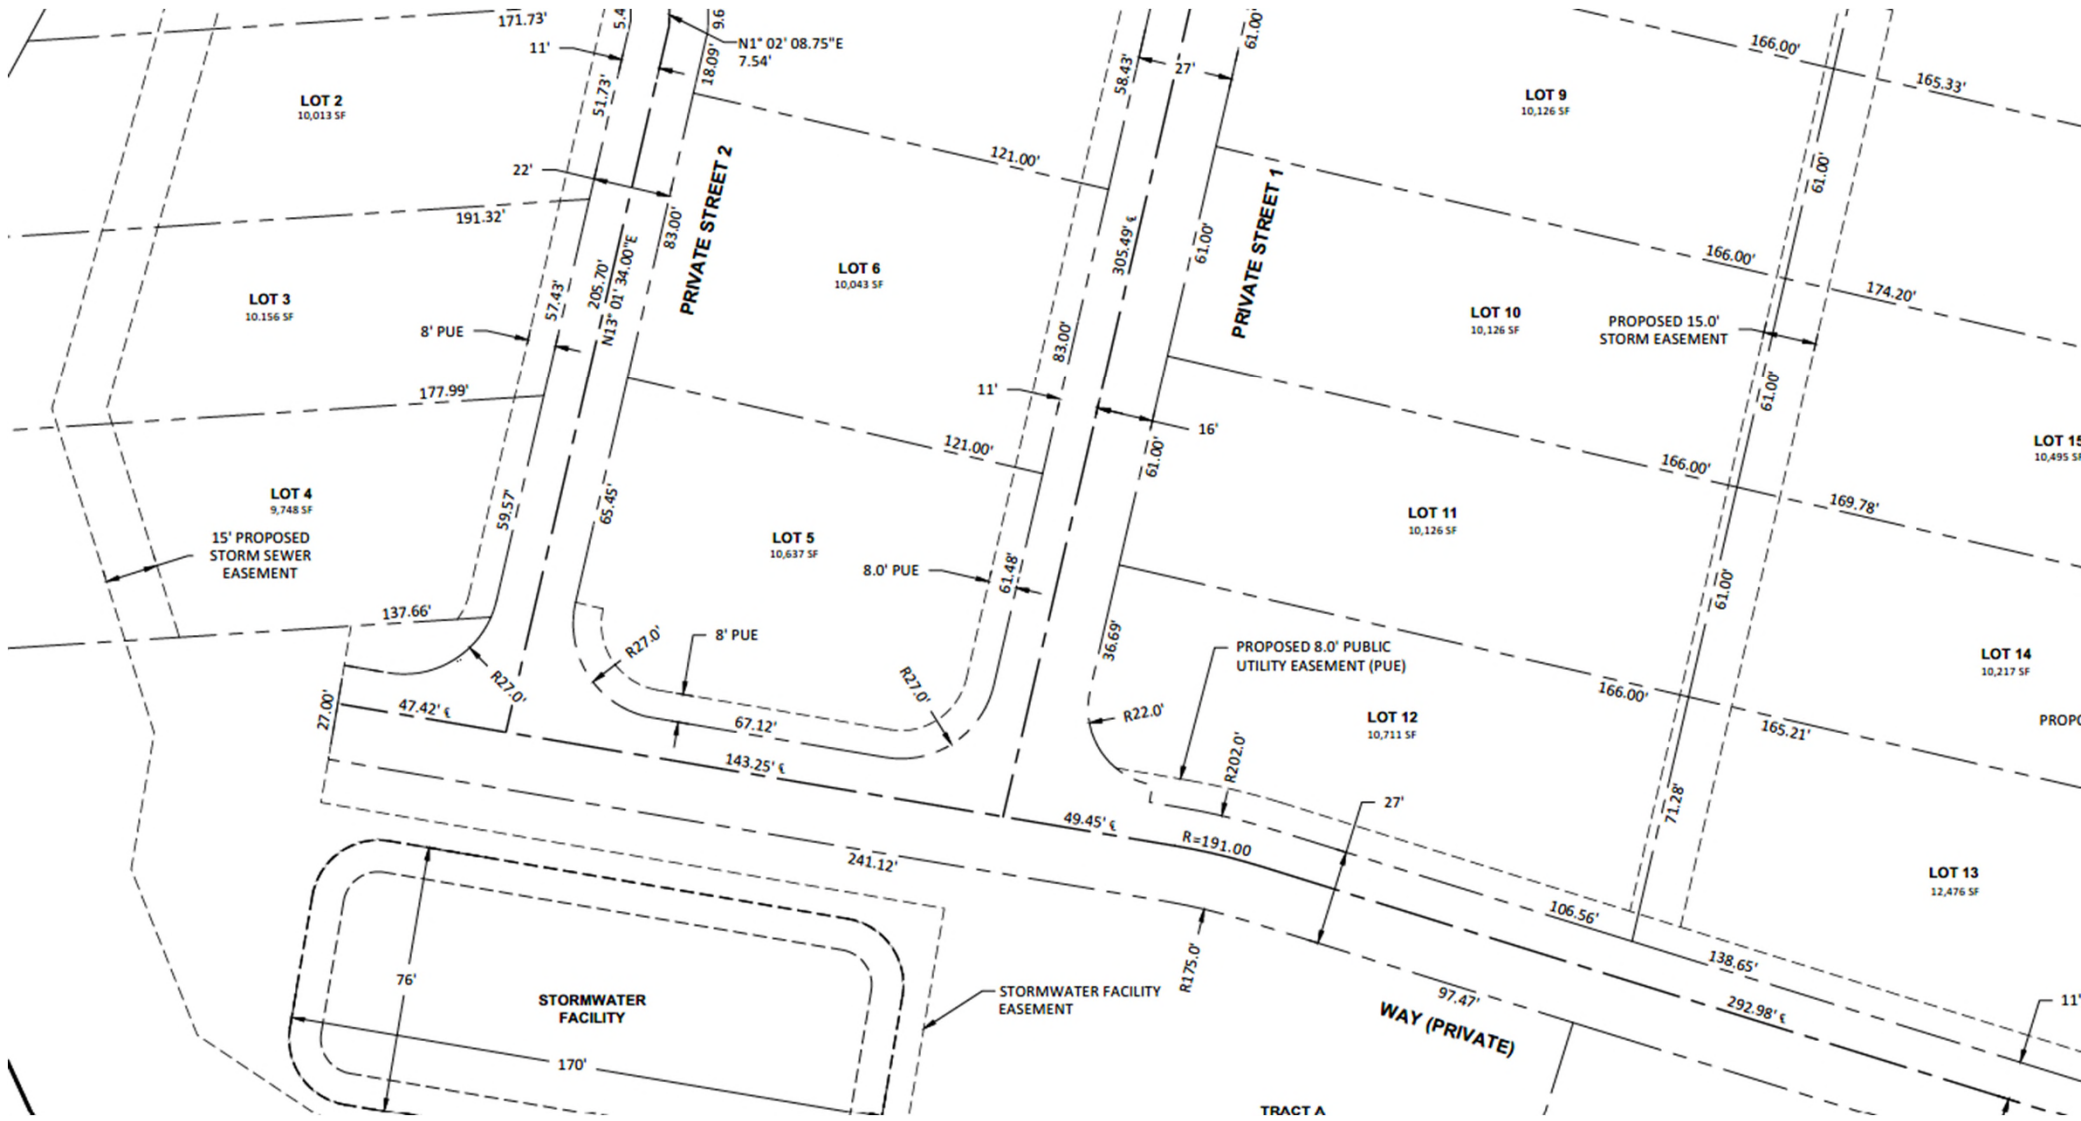 171.73'
5.4
9.6
N1° 02' 08.75"E
7.54'
11'
18.09'
51.73'
58.43'
27'
61.00'
166.00'
165.33'
LOT 2
10,013 SF
LOT 9
10,126 SF
22'
121.00'
61.00'
191.32'
83.00'
PRIVATE STREET 2
305.49' ℄
61.00'
PRIVATE STREET 1
166.00'
174.20'
LOT 3
10.156 SF
57.43'
205.70'
N13° 01' 34.00"E
LOT 6
10,043 SF
LOT 10
10,126 SF
PROPOSED 15.0'
STORM EASEMENT
8' PUE
83.00'
177.99'
11'
16'
61.00'
121.00'
61.00'
166.00'
LOT 15
10,495 SF
169.78'
LOT 4
9,748 SF
59.57'
65.45'
LOT 5
10,637 SF
LOT 11
10,126 SF
15' PROPOSED
STORM SEWER
EASEMENT
8.0' PUE
61.48'
61.00'
137.66'
R27.0'
8' PUE
36.69'
PROPOSED 8.0' PUBLIC
UTILITY EASEMENT (PUE)
LOT 14
10,217 SF
R27.0'
R27.0'
166.00'
27.00'
47.42' ℄
67.12'
R22.0'
LOT 12
10,711 SF
165.21'
PROPO
143.25' ℄
R202.0'
27'
71.28'
49.45' ℄
R=191.00
241.12'
LOT 13
12,476 SF
106.56'
138.65'
76'
STORMWATER
FACILITY
STORMWATER FACILITY
EASEMENT
R175.0'
97.47'
292.98' ℄
11'
WAY (PRIVATE)
170'
TRACT A